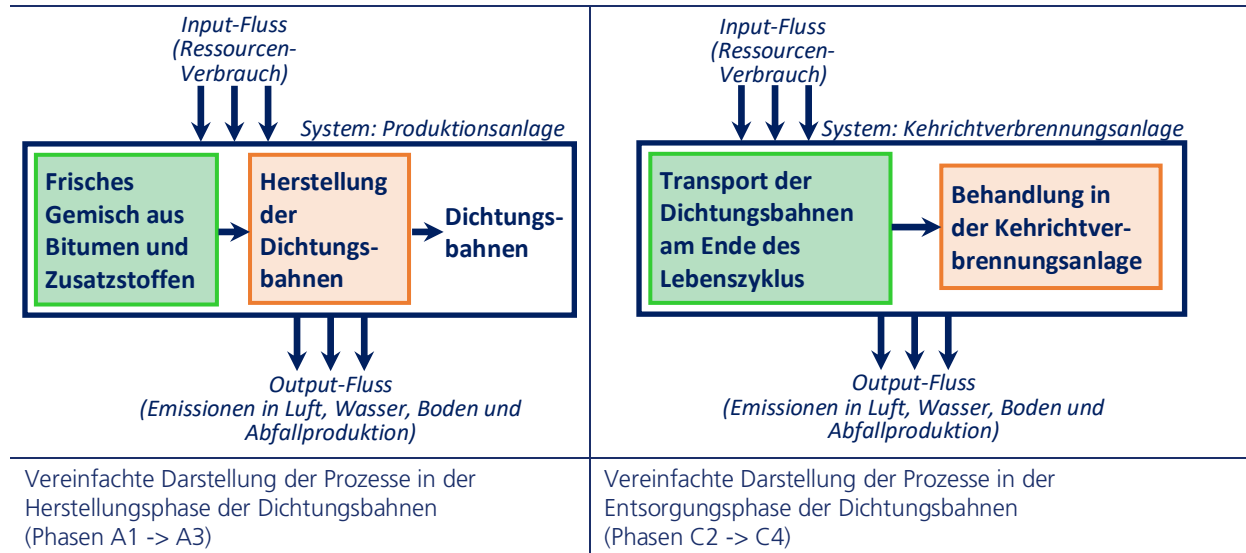 Input-Fluss
(Ressourcen-
Verbrauch)
System: Produktionsanlage
Frisches
Gemisch aus
Bitumen und
Zusatzstoffen
Herstellung
der
Dichtungs-
bahnen
Dichtungs-
bahnen
Output-Fluss
(Emissionen in Luft, Wasser, Boden und
Abfallproduktion)
Vereinfachte Darstellung der Prozesse in der
Herstellungsphase der Dichtungsbahnen
(Phasen A1 -> A3)
Input-Fluss
(Ressourcen-
Verbrauch)
System: Kehrichtverbrennungsanlage
Transport der
Dichtungsbahnen
am Ende des
Lebenszyklus
Behandlung in
der Kehrichtver-
brennungsanlage
Output-Fluss
(Emissionen in Luft, Wasser, Boden und
Abfallproduktion)
Vereinfachte Darstellung der Prozesse in der
Entsorgungsphase der Dichtungsbahnen
(Phasen C2 -> C4)